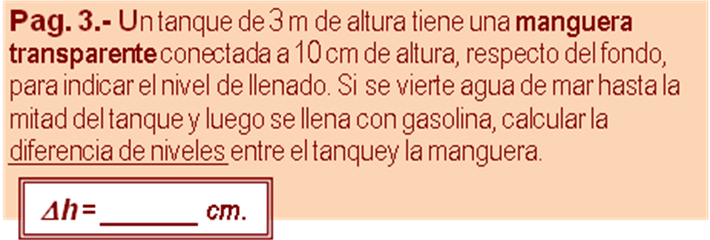 Pag. 3.- Un tanque de 3 m de altura tiene una manguera
transparente conectada a 10 cm de altura, respecto del fondo,
para indicar el nivel de llenado. Si se vierte agua de mar hasta la
mitad del tanque y luego se llena con gasolina, calcular la
diferencia de niveles entre el tanque y la manguera.
Δh = ______ cm.